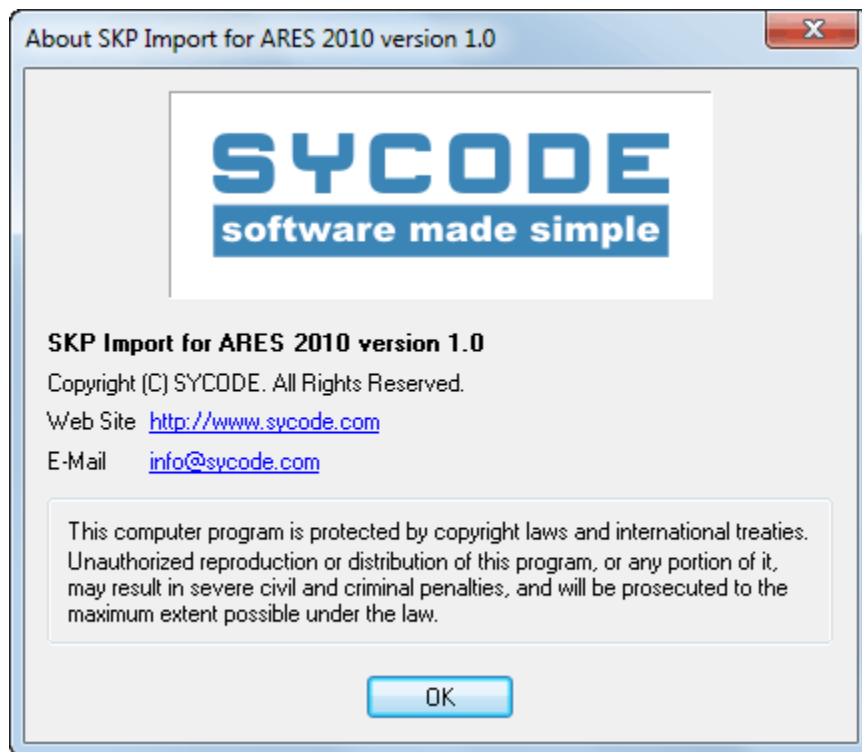 About SKP Import for ARES 2010 version 1.0
SYCODE
software made simple
SKP Import for ARES 2010 version 1.0
Copyright (C) SYCODE. All Rights Reserved.
Web Site http://www.sycode.com
E-Mail info@sycode.com
This computer program is protected by copyright laws and international treaties.
Unauthorized reproduction or distribution of this program, or any portion of it,
may result in severe civil and criminal penalties, and will be prosecuted to the
maximum extent possible under the law.
OK